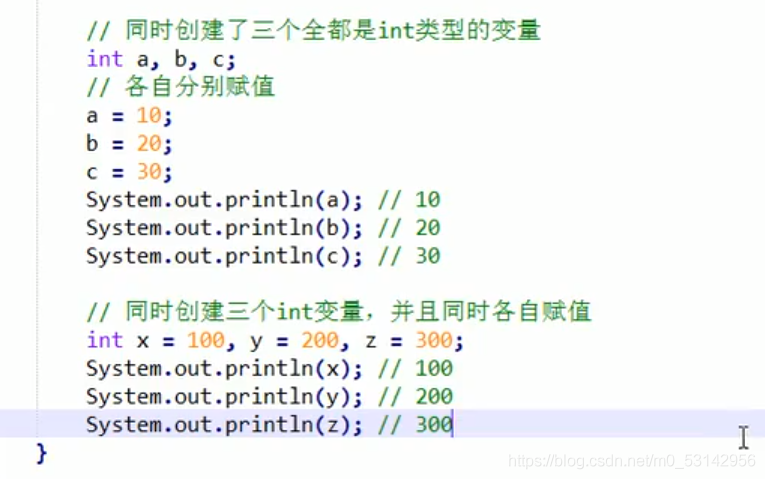 // 同时创建了三个全都是int类型的变量
int a, b, c;
// 各自分别赋值
a = 10;
b = 20;
c = 30;
System.out.println(a); // 10
System.out.println(b); // 20
System.out.println(c); // 30
// 同时创建三个int变量，并且同时各自赋值
int x = 100, y = 200, z = 300;
System.out.println(x); // 100
System.out.println(y); // 200
System.out.println(z); // 300
}
https://blog.csdn.net/m0_53142956